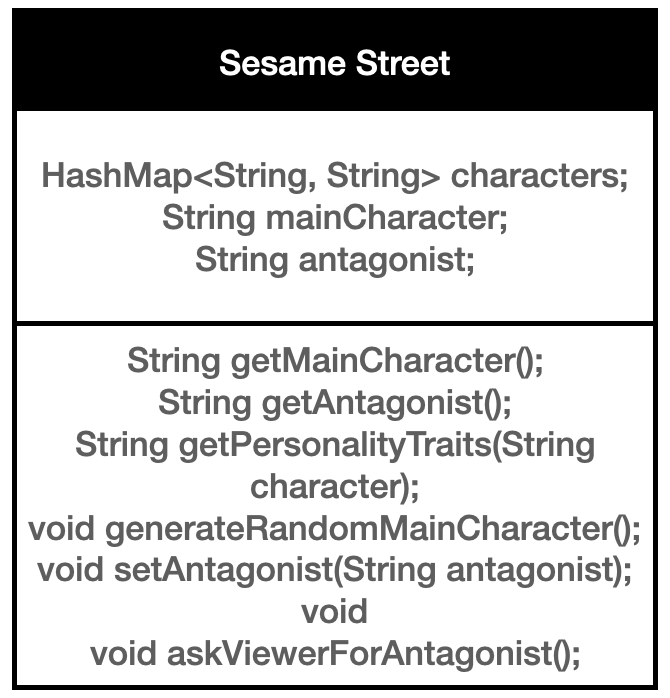 Sesame Street
HashMap<String, String> characters;
String mainCharacter;
String antagonist;
String getMainCharacter();
String getAntagonist();
String getPersonalityTraits(String
character);
void generateRandomMainCharacter();
void setAntagonist(String antagonist);
void
void askViewerForAntagonist();